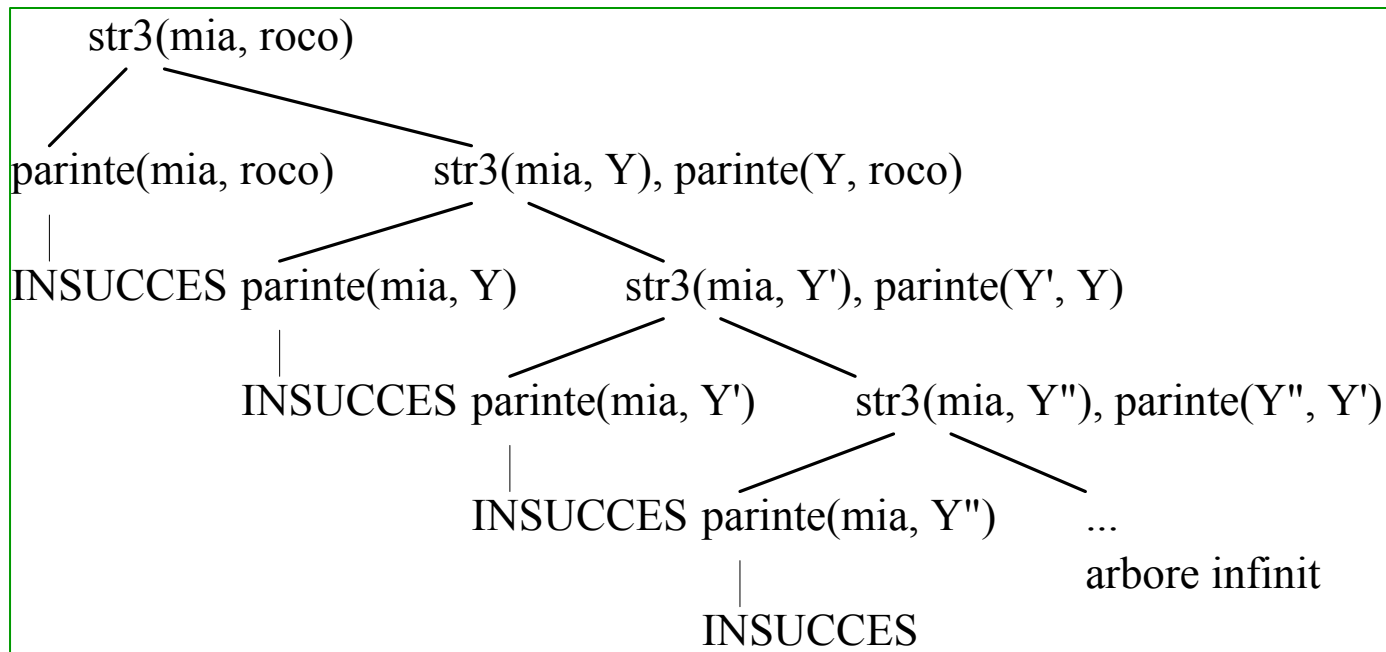 str3(mia, roco)
parinte(mia, roco) str3(mia, Y), parinte(Y, roco)
INSUCCES parinte(mia, Y) str3(mia, Y'), parinte(Y', Y)
INSUCCES parinte(mia, Y') str3(mia, Y"), parinte(Y", Y')
INSUCCES parinte(mia, Y") ...
arbore infinit
INSUCCES